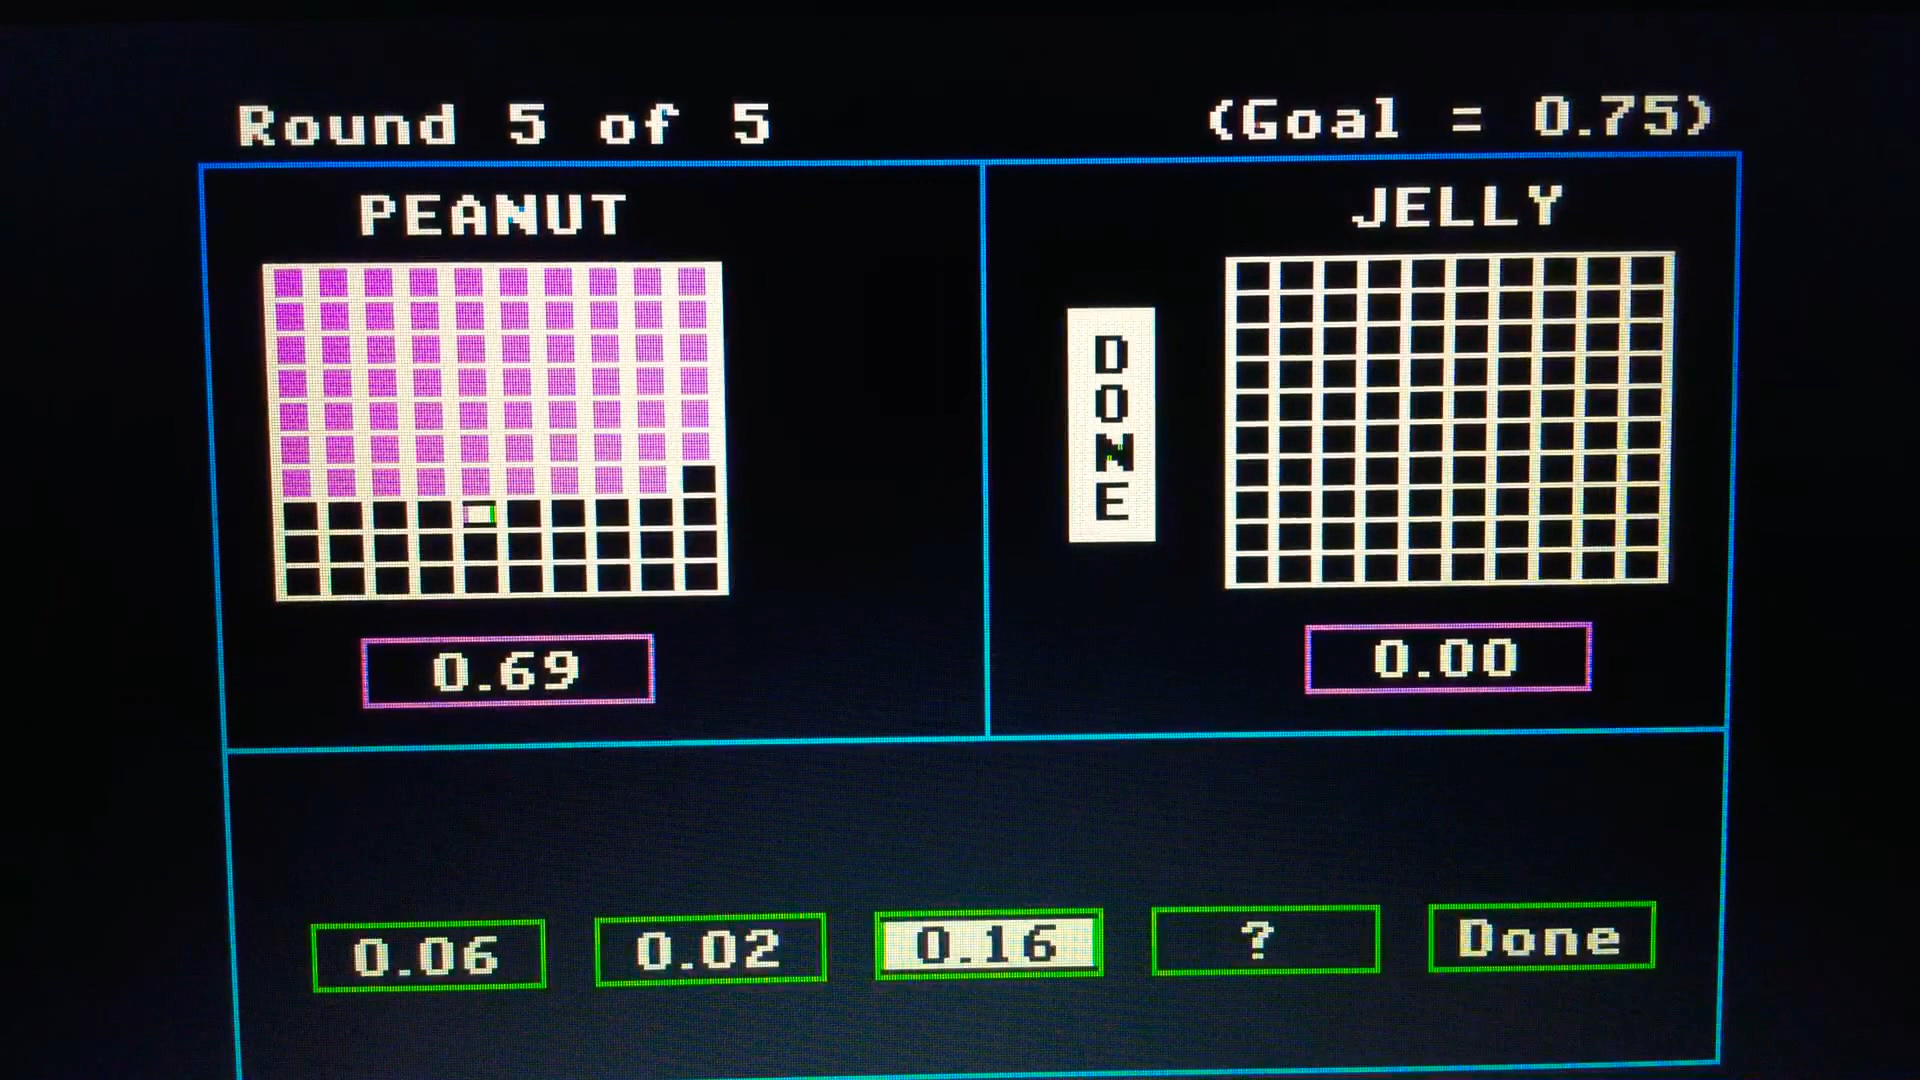 Round 5 of 5
(Goal = 0.75)
PEANUT
JELLY
DONE
0.69
0.00
0.06
0.02
0.16
?
Done